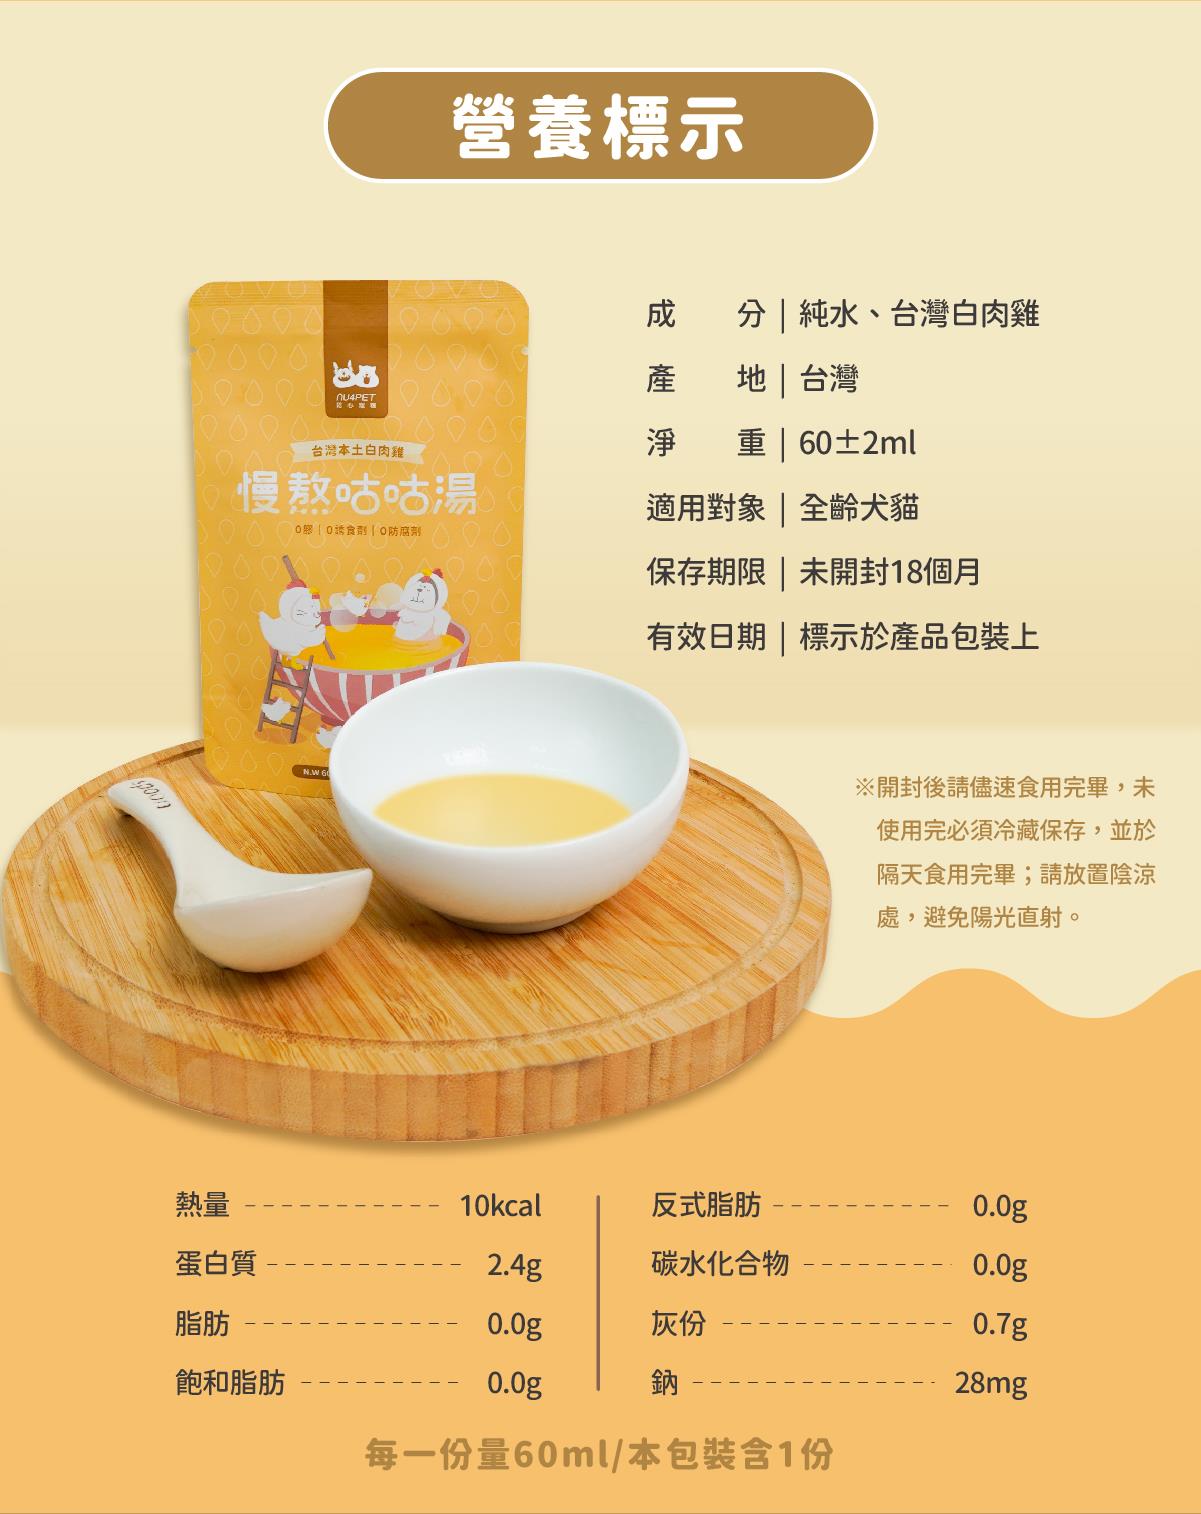 營養標示
NU4PET
台灣本土白肉雞
慢熬咕咕湯
0膠｜0誘食劑｜0防腐劑
N.W 60
spoon
成分｜純水、台灣白肉雞
產地｜台灣
淨重｜60±2ml
適用對象｜全齡犬貓
保存期限｜未開封18個月
有效日期｜標示於產品包裝上
※開封後請儘速食用完畢，未
使用完必須冷藏保存，並於
隔天食用完畢；請放置陰涼
處，避免陽光直射。
熱量 10kcal
蛋白質 2.4g
脂肪 0.0g
飽和脂肪 0.0g
反式脂肪 0.0g
碳水化合物 0.0g
灰份 0.7g
鈉 28mg
每一份量60ml/本包裝含1份